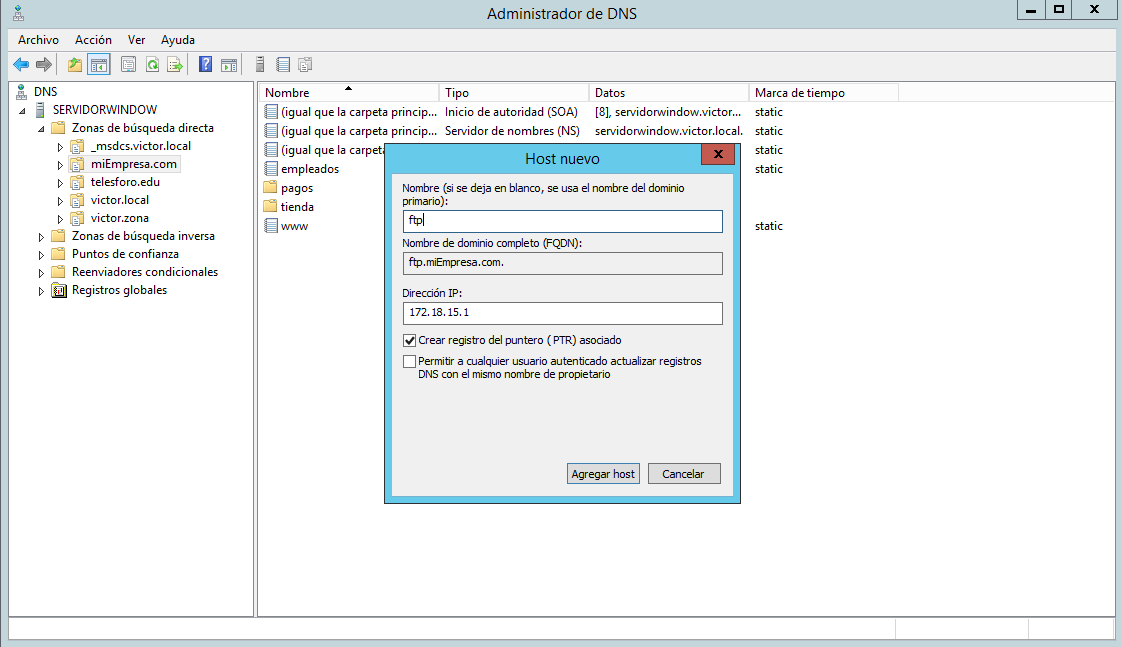 Administrador de DNS
Archivo Acción Ver Ayuda
DNS
SERVIDORWINDOW
Zonas de búsqueda directa
_msdcs.victor.local
miEmpresa.com
telesforo.edu
victor.local
victor.zona
Zonas de búsqueda inversa
Puntos de confianza
Reenviadores condicionales
Registros globales
Nombre Tipo Datos Marca de tiempo
(igual que la carpeta princip... Inicio de autoridad (SOA) [8], servidorwindow.victor... static
(igual que la carpeta princip... Servidor de nombres (NS) servidorwindow.victor.local. static
(igual que la carpeta static
empleados static
pagos
tienda
www static
Host nuevo
Nombre (si se deja en blanco, se usa el nombre del dominio
primario):
ftp
Nombre de dominio completo (FQDN):
ftp.miEmpresa.com.
Dirección IP:
172.18.15.1
Crear registro del puntero (PTR) asociado
Permitir a cualquier usuario autenticado actualizar registros
DNS con el mismo nombre de propietario
Agregar host Cancelar